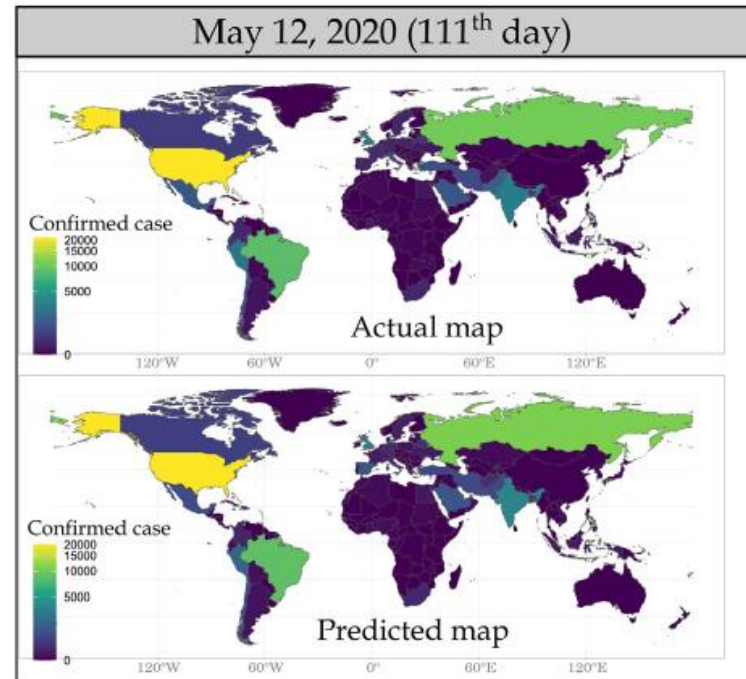 May 12, 2020 (111th day)
Confirmed case
20000
15000
10000
5000
0
Actual map
120°W 60°W 0° 60°E 120°E
Confirmed case
20000
15000
10000
5000
0
Predicted map
120°W 60°W 0° 60°E 120°E